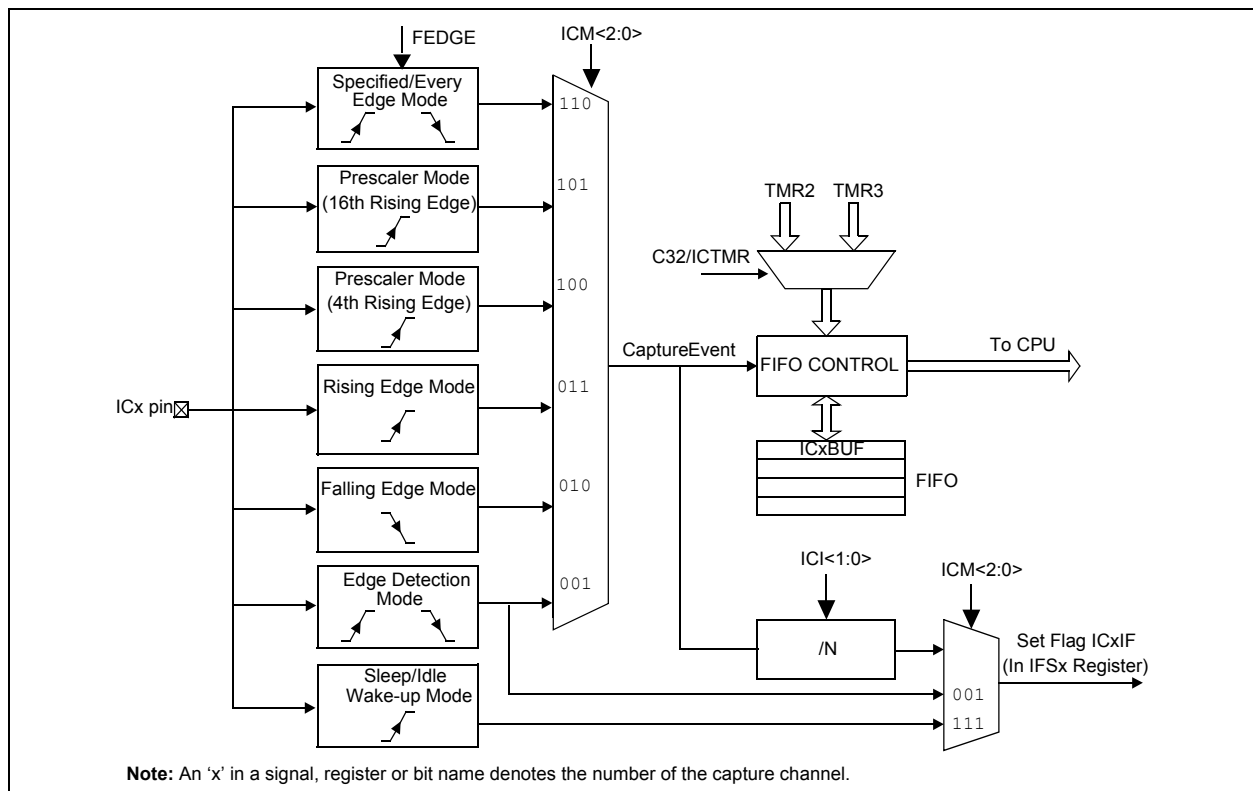 FEDGE
ICM<2:0>
Specified/Every
Edge Mode
110
Prescaler Mode
(16th Rising Edge)
101
TMR2
TMR3
C32/ICTMR
Prescaler Mode
(4th Rising Edge)
100
CaptureEvent
FIFO CONTROL
To CPU
ICx pin
Rising Edge Mode
011
ICxBUF
FIFO
Falling Edge Mode
010
ICI<1:0>
ICM<2:0>
Edge Detection
Mode
001
/N
Set Flag ICxIF
(In IFSx Register)
Sleep/Idle
Wake-up Mode
001
111
Note: An ‘x’ in a signal, register or bit name denotes the number of the capture channel.